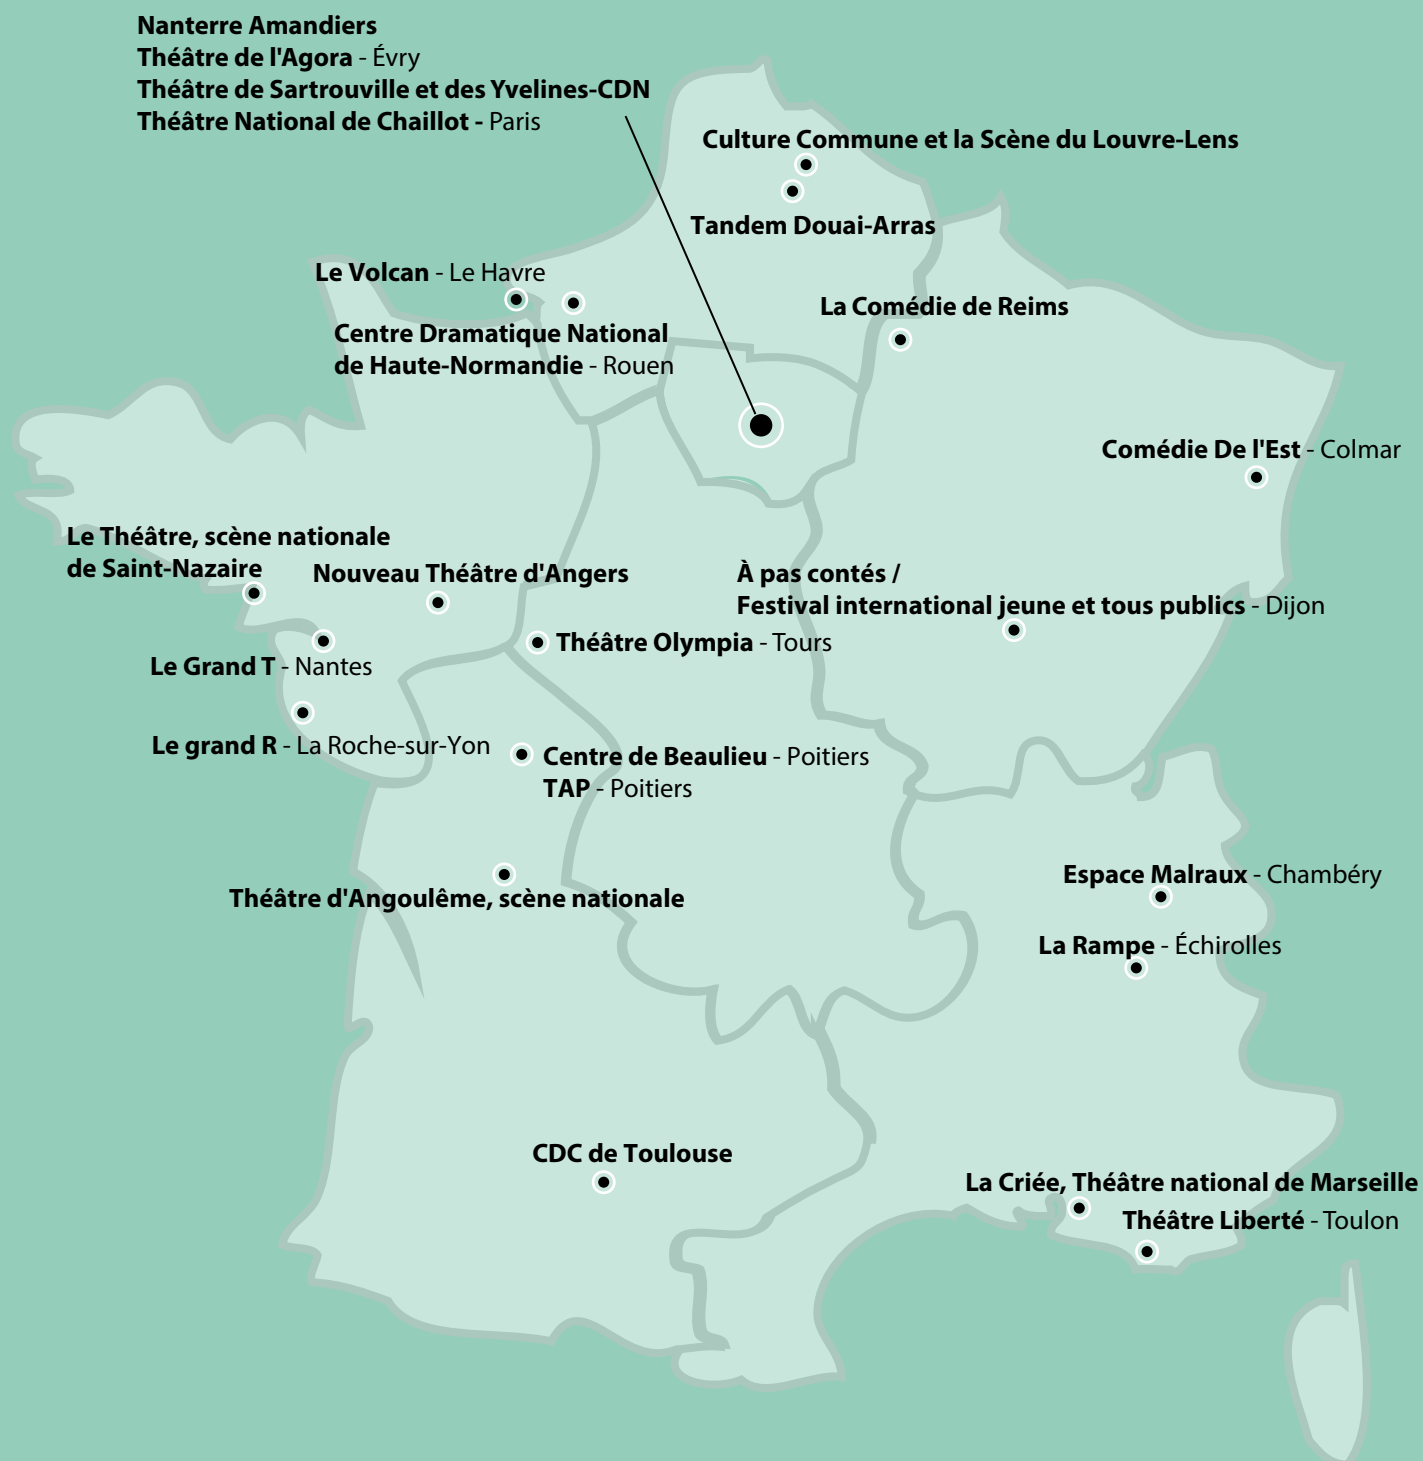 Nanterre Amandiers
Théâtre de l'Agora - Évry
Théâtre de Sartrouville et des Yvelines-CDN
Théâtre National de Chaillot - Paris
Culture Commune et la Scène du Louvre-Lens
Tandem Douai-Arras
Le Volcan - Le Havre
La Comédie de Reims
Centre Dramatique National
de Haute-Normandie - Rouen
Comédie De l'Est - Colmar
Le Théâtre, scène nationale
de Saint-Nazaire
Nouveau Théâtre d'Angers
À pas contés /
Festival international jeune et tous publics - Dijon
Théâtre Olympia - Tours
Le Grand T - Nantes
Le grand R - La Roche-sur-Yon
Centre de Beaulieu - Poitiers
TAP - Poitiers
Espace Malraux - Chambéry
Théâtre d'Angoulême, scène nationale
La Rampe - Échirolles
CDC de Toulouse
La Criée, Théâtre national de Marseille
Théâtre Liberté - Toulon